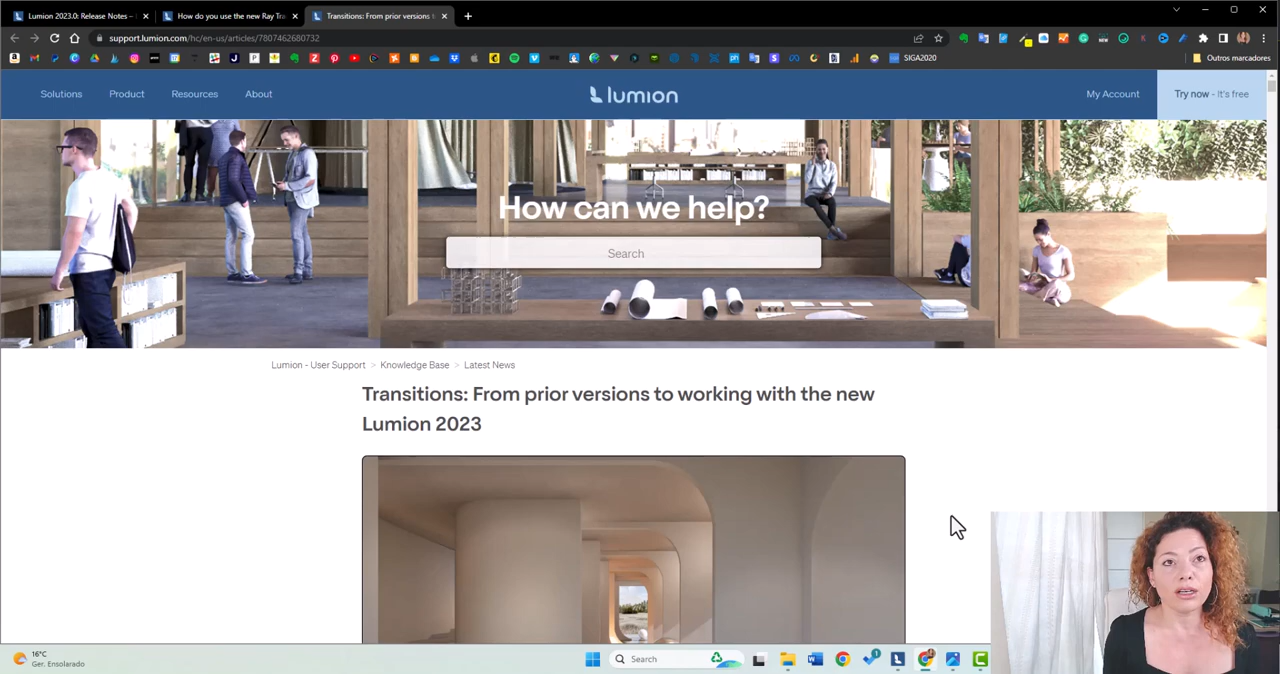 Lumion 2023.0: Release Notes –
How do you use the new Ray Tra
Transitions: From prior versions t
support.lumion.com/hc/en-us/articles/7807462680732
SIGA2020
Outros marcadores
Solutions
Product
Resources
About
lumion
My Account
Try now - It's free
How can we help?
Search
Lumion - User Support > Knowledge Base > Latest News
Transitions: From prior versions to working with the new
Lumion 2023
16°C
Ger. Ensolarado
Search